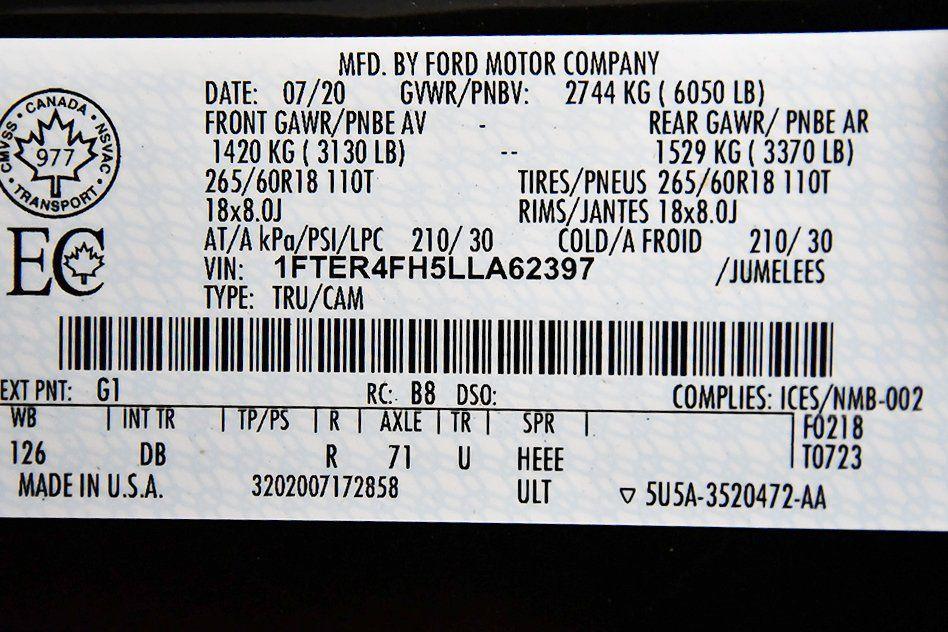 MFD. BY FORD MOTOR COMPANY
DATE: 07/20 GVWR/PNBV: 2744 KG ( 6050 LB)
FRONT GAWR/PNBE AV - REAR GAWR/ PNBE AR
1420 KG ( 3130 LB) -- 1529 KG ( 3370 LB)
265/60R18 110T TIRES/PNEUS 265/60R18 110T
18x8.0J RIMS/JANTES 18x8.0J
AT/A kPa/PSI/LPC 210/ 30 COLD/A FROID 210/ 30
VIN: 1FTER4FH5LLA62397 /JUMELEES
TYPE: TRU/CAM
CANADA
CMVSS • NSVAC
977
TRANSPORT
EC
EXT PNT: G1 RC: B8 DSO: COMPLIES: ICES/NMB-002
WB | INT TR | TP/PS | R | AXLE | TR | SPR | F0218
126 DB R 71 U HEEE T0723
MADE IN U.S.A. 3202007172858 ULT ▽ 5U5A-3520472-AA